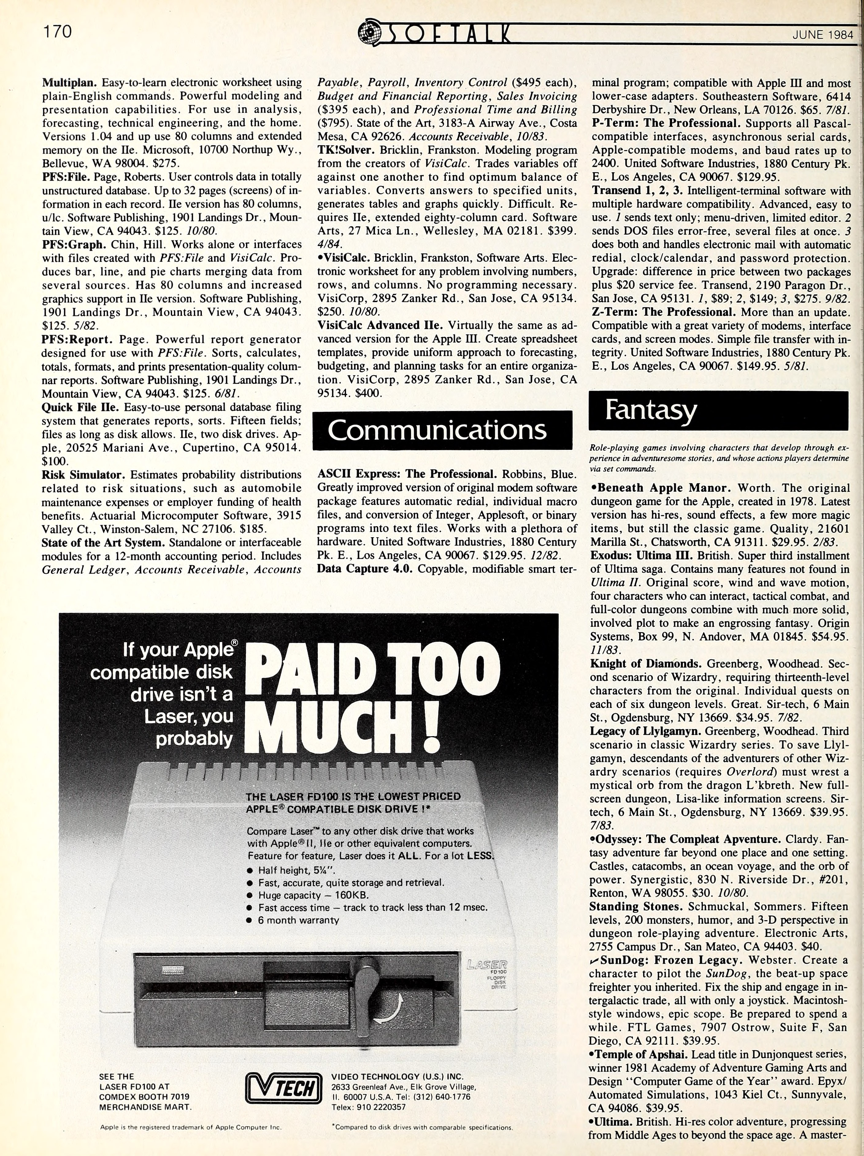 170
SOFTALK
JUNE 1984
Multiplan. Easy-to-learn electronic worksheet using
plain-English commands. Powerful modeling and
presentation capabilities. For use in analysis,
forecasting, technical engineering, and the home.
Versions 1.04 and up use 80 columns and extended
memory on the IIe. Microsoft, 10700 Northup Wy.,
Bellevue, WA 98004. $275.
PFS:File. Page, Roberts. User controls data in totally
unstructured database. Up to 32 pages (screens) of in-
formation in each record. IIe version has 80 columns,
u/lc. Software Publishing, 1901 Landings Dr., Moun-
tain View, CA 94043. $125. 10/80.
PFS:Graph. Chin, Hill. Works alone or interfaces
with files created with PFS:File and VisiCalc. Pro-
duces bar, line, and pie charts merging data from
several sources. Has 80 columns and increased
graphics support in IIe version. Software Publishing,
1901 Landings Dr., Mountain View, CA 94043.
$125. 5/82.
PFS:Report. Page. Powerful report generator
designed for use with PFS:File. Sorts, calculates,
totals, formats, and prints presentation-quality colum-
nar reports. Software Publishing, 1901 Landings Dr.,
Mountain View, CA 94043. $125. 6/81.
Quick File IIe. Easy-to-use personal database filing
system that generates reports, sorts. Fifteen fields;
files as long as disk allows. IIe, two disk drives. Ap-
ple, 20525 Mariani Ave., Cupertino, CA 95014.
$100.
Risk Simulator. Estimates probability distributions
related to risk situations, such as automobile
maintenance expenses or employer funding of health
benefits. Actuarial Microcomputer Software, 3915
Valley Ct., Winston-Salem, NC 27106. $185.
State of the Art System. Standalone or interfaceable
modules for a 12-month accounting period. Includes
General Ledger, Accounts Receivable, Accounts
Payable, Payroll, Inventory Control ($495 each),
Budget and Financial Reporting, Sales Invoicing
($395 each), and Professional Time and Billing
($795). State of the Art, 3183-A Airway Ave., Costa
Mesa, CA 92626. Accounts Receivable, 10/83.
TK!Solver. Bricklin, Frankston. Modeling program
from the creators of VisiCalc. Trades variables off
against one another to find optimum balance of
variables. Converts answers to specified units,
generates tables and graphs quickly. Difficult. Re-
quires IIe, extended eighty-column card. Software
Arts, 27 Mica Ln., Wellesley, MA 02181. $399.
4/84.
•VisiCalc. Bricklin, Frankston, Software Arts. Elec-
tronic worksheet for any problem involving numbers,
rows, and columns. No programming necessary.
VisiCorp, 2895 Zanker Rd., San Jose, CA 95134.
$250. 10/80.
VisiCalc Advanced IIe. Virtually the same as ad-
vanced version for the Apple III. Create spreadsheet
templates, provide uniform approach to forecasting,
budgeting, and planning tasks for an entire organiza-
tion. VisiCorp, 2895 Zanker Rd., San Jose, CA
95134. $400.
Communications
ASCII Express: The Professional. Robbins, Blue.
Greatly improved version of original modem software
package features automatic redial, individual macro
files, and conversion of Integer, Applesoft, or binary
programs into text files. Works with a plethora of
hardware. United Software Industries, 1880 Century
Pk. E., Los Angeles, CA 90067. $129.95. 12/82.
Data Capture 4.0. Copyable, modifiable smart ter-
minal program; compatible with Apple III and most
lower-case adapters. Southeastern Software, 6414
Derbyshire Dr., New Orleans, LA 70126. $65. 7/81.
P-Term: The Professional. Supports all Pascal-
compatible interfaces, asynchronous serial cards,
Apple-compatible modems, and baud rates up to
2400. United Software Industries, 1880 Century Pk.
E., Los Angeles, CA 90067. $129.95.
Transend 1, 2, 3. Intelligent-terminal software with
multiple hardware compatibility. Advanced, easy to
use. 1 sends text only; menu-driven, limited editor. 2
sends DOS files error-free, several files at once. 3
does both and handles electronic mail with automatic
redial, clock/calendar, and password protection.
Upgrade: difference in price between two packages
plus $20 service fee. Transend, 2190 Paragon Dr.,
San Jose, CA 95131. 1, $89; 2, $149; 3, $275. 9/82.
Z-Term: The Professional. More than an update.
Compatible with a great variety of modems, interface
cards, and screen modes. Simple file transfer with in-
tegrity. United Software Industries, 1880 Century Pk.
E., Los Angeles, CA 90067. $149.95. 5/81.
Fantasy
Role-playing games involving characters that develop through ex-
perience in adventuresome stories, and whose actions players determine
via set commands.
•Beneath Apple Manor. Worth. The original
dungeon game for the Apple, created in 1978. Latest
version has hi-res, sound effects, a few more magic
items, but still the classic game. Quality, 21601
Marilla St., Chatsworth, CA 91311. $29.95. 2/83.
Exodus: Ultima III. British. Super third installment
of Ultima saga. Contains many features not found in
Ultima II. Original score, wind and wave motion,
four characters who can interact, tactical combat, and
full-color dungeons combine with much more solid,
involved plot to make an engrossing fantasy. Origin
Systems, Box 99, N. Andover, MA 01845. $54.95.
11/83.
Knight of Diamonds. Greenberg, Woodhead. Sec-
ond scenario of Wizardry, requiring thirteenth-level
characters from the original. Individual quests on
each of six dungeon levels. Great. Sir-tech, 6 Main
St., Ogdensburg, NY 13669. $34.95. 7/82.
Legacy of Llylgamyn. Greenberg, Woodhead. Third
scenario in classic Wizardry series. To save Llyl-
gamyn, descendants of the adventurers of other Wiz-
ardry scenarios (requires Overlord) must wrest a
mystical orb from the dragon L'kbreth. New full-
screen dungeon, Lisa-like information screens. Sir-
tech, 6 Main St., Ogdensburg, NY 13669. $39.95.
7/83.
•Odyssey: The Compleat Apventure. Clardy. Fan-
tasy adventure far beyond one place and one setting.
Castles, catacombs, an ocean voyage, and the orb of
power. Synergistic, 830 N. Riverside Dr., #201,
Renton, WA 98055. $30. 10/80.
Standing Stones. Schmuckal, Sommers. Fifteen
levels, 200 monsters, humor, and 3-D perspective in
dungeon role-playing adventure. Electronic Arts,
2755 Campus Dr., San Mateo, CA 94403. $40.
✓SunDog: Frozen Legacy. Webster. Create a
character to pilot the SunDog, the beat-up space
freighter you inherited. Fix the ship and engage in in-
tergalactic trade, all with only a joystick. Macintosh-
style windows, epic scope. Be prepared to spend a
while. FTL Games, 7907 Ostrow, Suite F, San
Diego, CA 92111. $39.95.
•Temple of Apshai. Lead title in Dunjonquest series,
winner 1981 Academy of Adventure Gaming Arts and
Design "Computer Game of the Year" award. Epyx/
Automated Simulations, 1043 Kiel Ct., Sunnyvale,
CA 94086. $39.95.
•Ultima. British. Hi-res color adventure, progressing
from Middle Ages to beyond the space age. A master-
If your Apple®
compatible disk
drive isn't a
Laser, you
probably
PAID TOO
MUCH!
THE LASER FD100 IS THE LOWEST PRICED
APPLE® COMPATIBLE DISK DRIVE !*
Compare Laser™ to any other disk drive that works
with Apple® II, IIe or other equivalent computers.
Feature for feature, Laser does it ALL. For a lot LESS.
● Half height, 5¼".
● Fast, accurate, quite storage and retrieval.
● Huge capacity – 160KB.
● Fast access time – track to track less than 12 msec.
● 6 month warranty
LASER
FD100
FLOPPY
DISK
DRIVE
SEE THE
LASER FD100 AT
COMDEX BOOTH 7019
MERCHANDISE MART.
VTECH
VIDEO TECHNOLOGY (U.S.) INC.
2633 Greenleaf Ave., Elk Grove Village,
Il. 60007 U.S.A. Tel: (312) 640-1776
Telex: 910 2220357
Apple is the registered trademark of Apple Computer Inc.
*Compared to disk drives with comparable specifications.